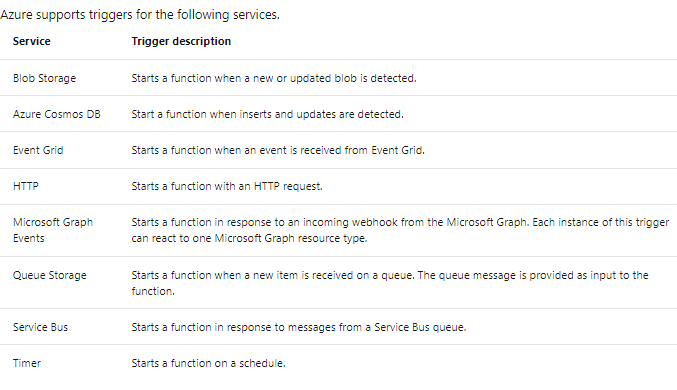 Azure supports triggers for the following services.
Service Trigger description
Blob Storage Starts a function when a new or updated blob is detected.
Azure Cosmos DB Start a function when inserts and updates are detected.
Event Grid Starts a function when an event is received from Event Grid.
HTTP Starts a function with an HTTP request.
Microsoft Graph Starts a function in response to an incoming webhook from the Microsoft Graph. Each instance of this trigger
Events can react to one Microsoft Graph resource type.
Queue Storage Starts a function when a new item is received on a queue. The queue message is provided as input to the
function.
Service Bus Starts a function in response to messages from a Service Bus queue.
Timer Starts a function on a schedule.